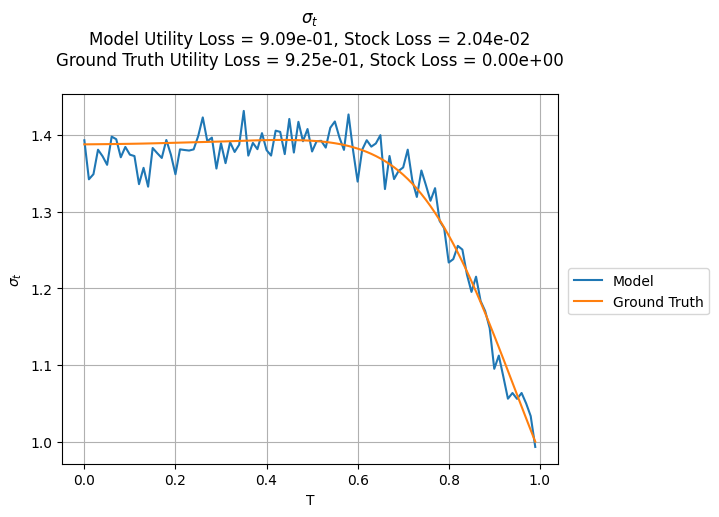 σt
Model Utility Loss = 9.09e-01, Stock Loss = 2.04e-02
Ground Truth Utility Loss = 9.25e-01, Stock Loss = 0.00e+00
1.4
1.3
1.2
1.1
1.0
σt
0.0 0.2 0.4 0.6 0.8 1.0
T
Model
Ground Truth